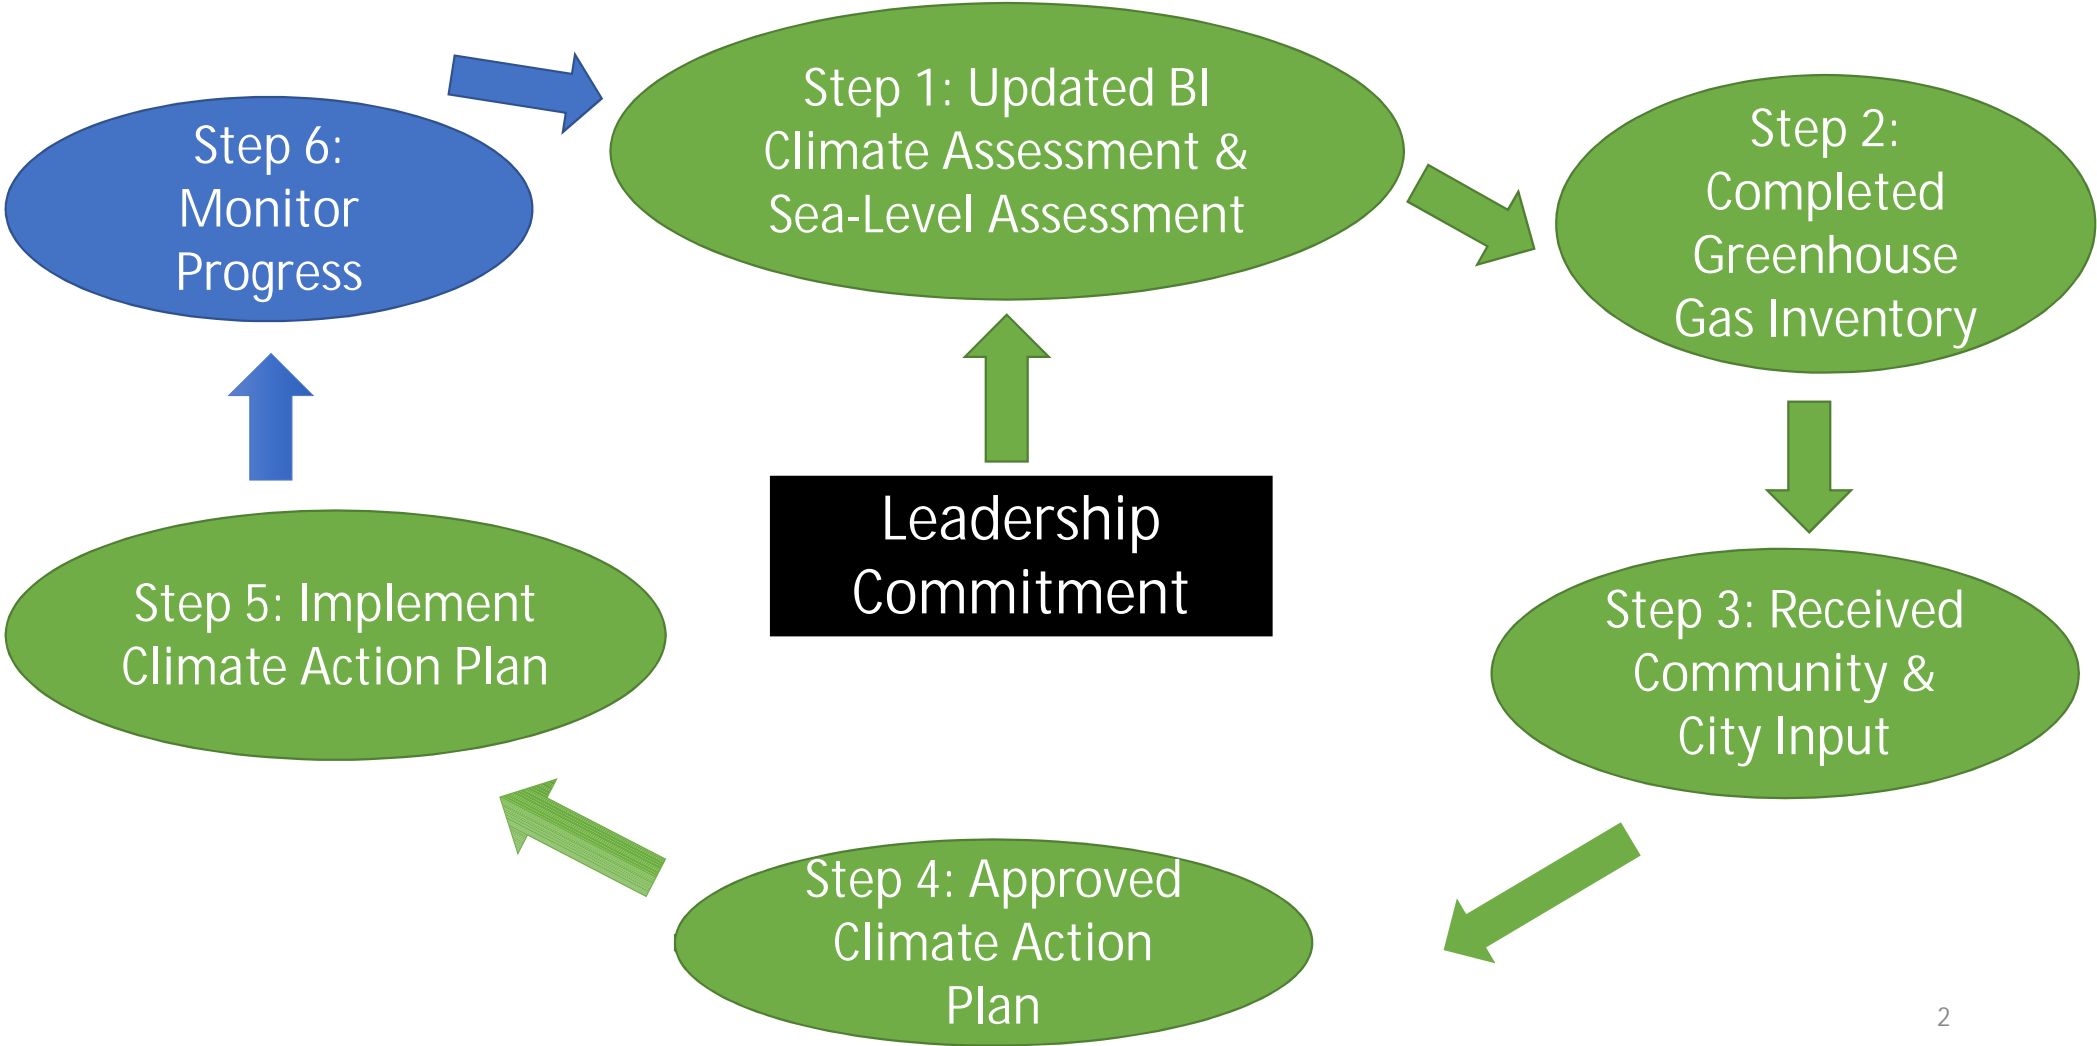 Step 1: Updated BI
Climate Assessment &
Sea-Level Assessment
Step 2:
Completed
Greenhouse
Gas Inventory
Step 3: Received
Community &
City Input
Step 4: Approved
Climate Action
Plan
Step 5: Implement
Climate Action Plan
Step 6:
Monitor
Progress
Leadership
Commitment
2